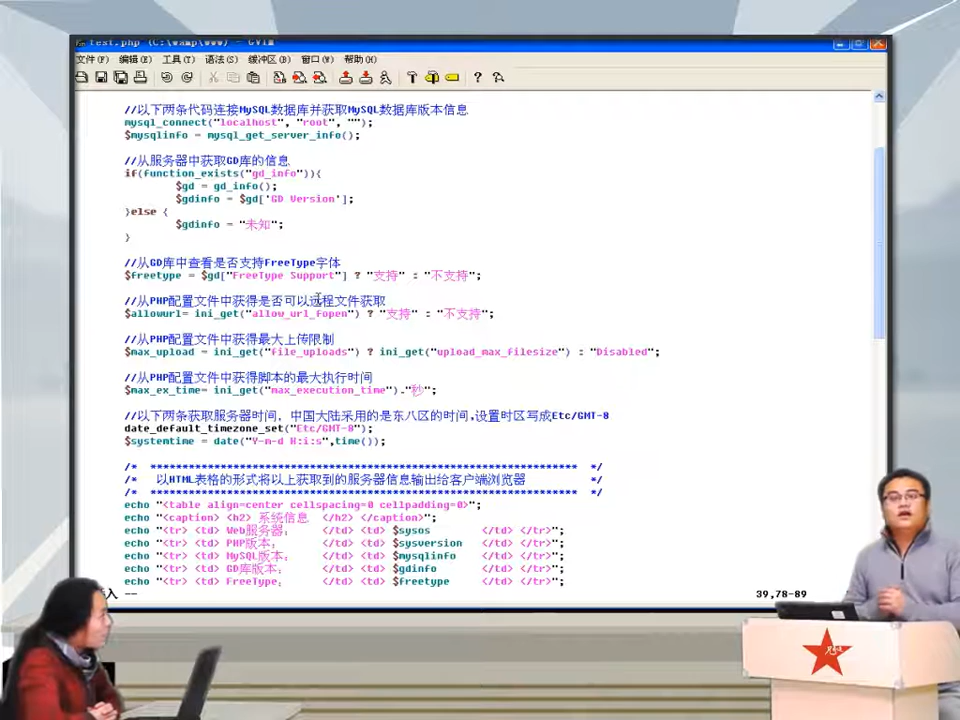 test.php (C:\wamp\www) - GVIM
文件(F) 编辑(E) 工具(T) 语法(S) 缓冲区(B) 窗口(W) 帮助(H)
//以下两条代码连接MySQL数据库并获取MySQL数据库版本信息
mysql_connect("localhost", "root", "");
$mysqlinfo = mysql_get_server_info();
//从服务器中获取GD库的信息
if(function_exists("gd_info")){
$gd = gd_info();
$gdinfo = $gd['GD Version'];
}else {
$gdinfo = "未知";
}
//从GD库中查看是否支持FreeType字体
$freetype = $gd["FreeType Support"] ? "支持" : "不支持";
//从PHP配置文件中获得是否可以远程文件获取
$allowurl= ini_get("allow_url_fopen") ? "支持" : "不支持";
//从PHP配置文件中获得最大上传限制
$max_upload = ini_get("file_uploads") ? ini_get("upload_max_filesize") : "Disabled";
//从PHP配置文件中获得脚本的最大执行时间
$max_ex_time= ini_get("max_execution_time")."秒";
//以下两条获取服务器时间，中国大陆采用的是东八区的时间,设置时区写成Etc/GMT-8
date_default_timezone_set("Etc/GMT-8");
$systemtime = date("Y-m-d H:i:s",time());
/* ************************************************************ */
/* 以HTML表格的形式将以上获取到的服务器信息输出给客户端浏览器 */
/* ************************************************************ */
echo "<table align=center cellspacing=0 cellpadding=0>";
echo "<caption> <h2> 系统信息 </h2> </caption>";
echo "<tr> <td> Web服务器： </td> <td> $sysos </td> </tr>";
echo "<tr> <td> PHP版本： </td> <td> $sysversion </td> </tr>";
echo "<tr> <td> MySQL版本： </td> <td> $mysqlinfo </td> </tr>";
echo "<tr> <td> GD库版本： </td> <td> $gdinfo </td> </tr>";
echo "<tr> <td> FreeType： </td> <td> $freetype </td> </tr>";
入 -- 39,78-89